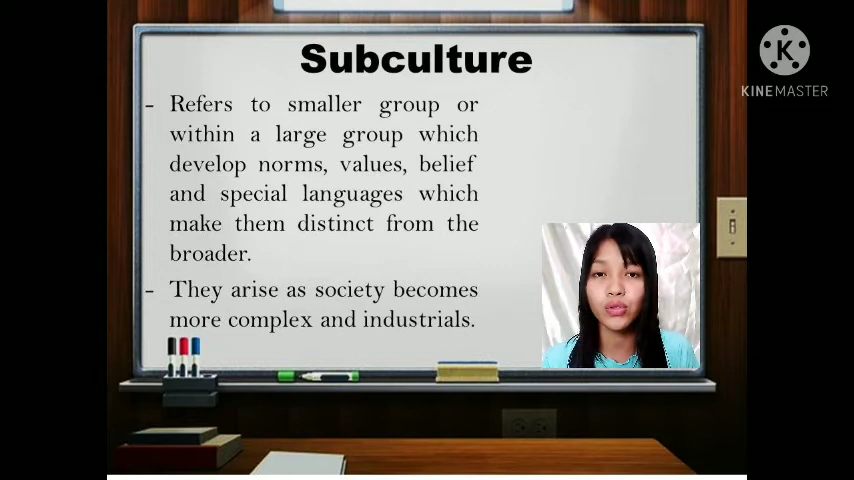 Subculture
- Refers to smaller group or
within a large group which
develop norms, values, belief
and special languages which
make them distinct from the
broader.
- They arise as society becomes
more complex and industrials.
K
KINEMASTER